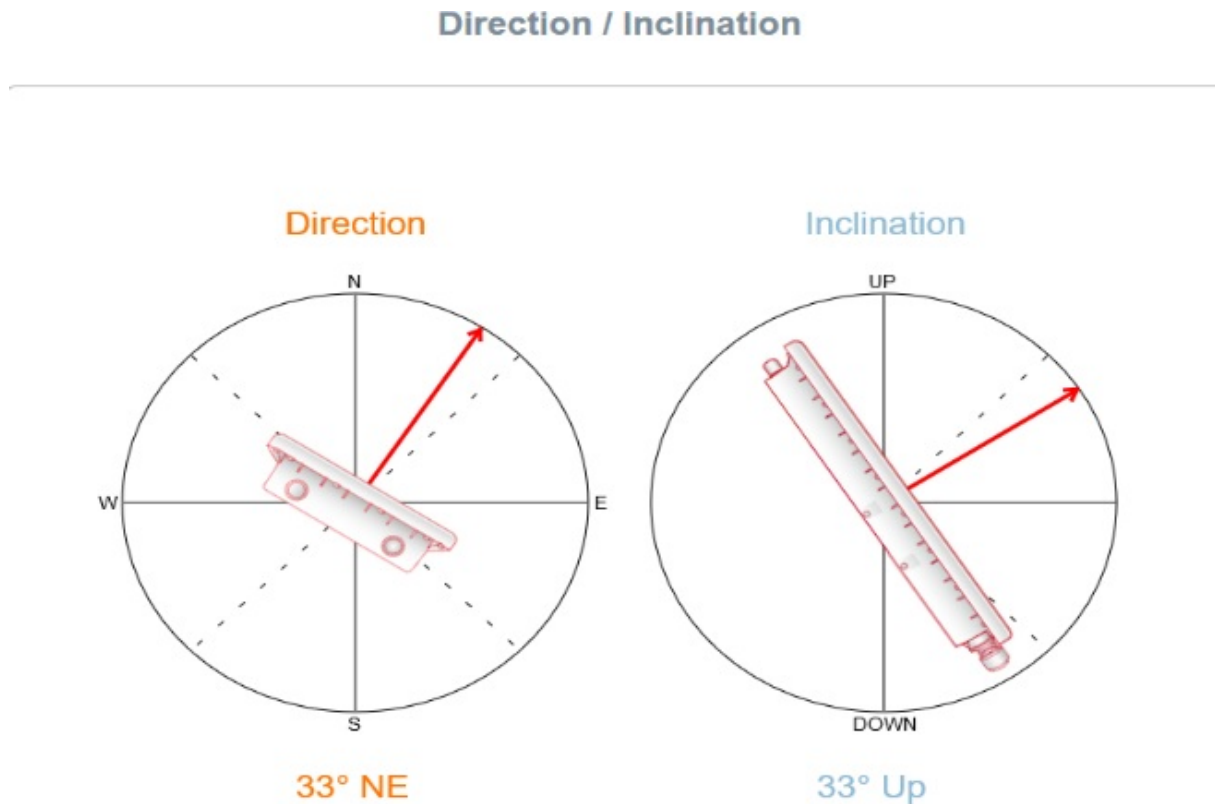 Direction / Inclination
Direction
Inclination
N
W
E
S
UP
DOWN
33° NE
33° Up